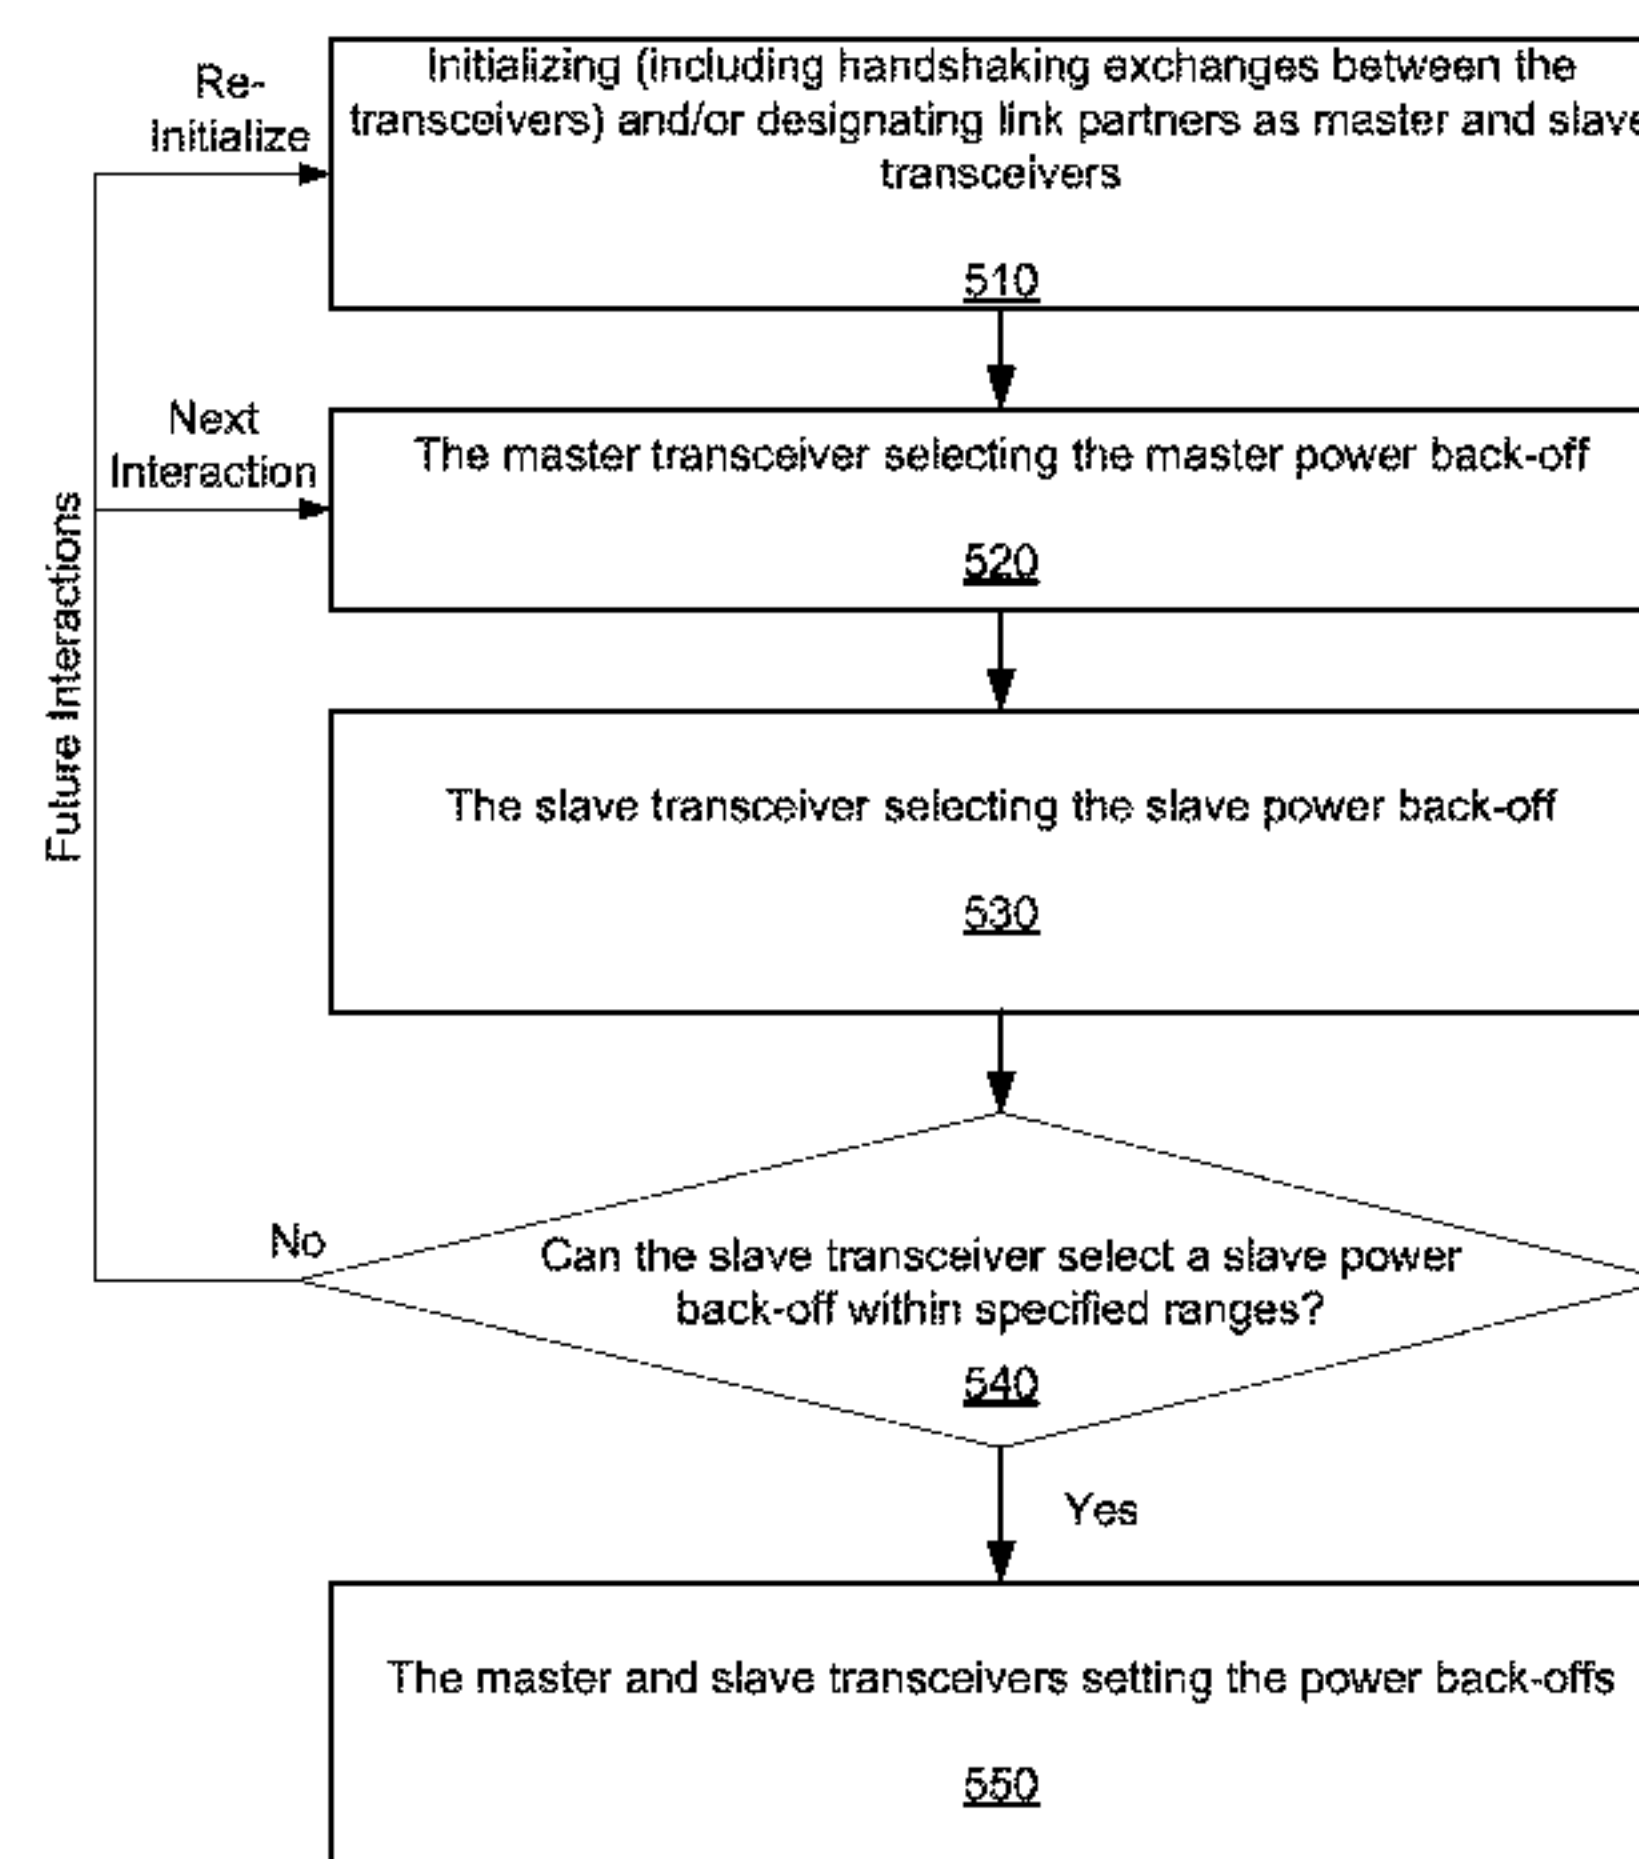 Re-
Initialize
Initializing (including handshaking exchanges between the
transceivers) and/or designating link partners as master and slave
transceivers
510
Next
Interaction
The master transceiver selecting the master power back-off
520
Future Interactions
The slave transceiver selecting the slave power back-off
530
No
Can the slave transceiver select a slave power
back-off within specified ranges?
540
Yes
The master and slave transceivers setting the power back-offs
550